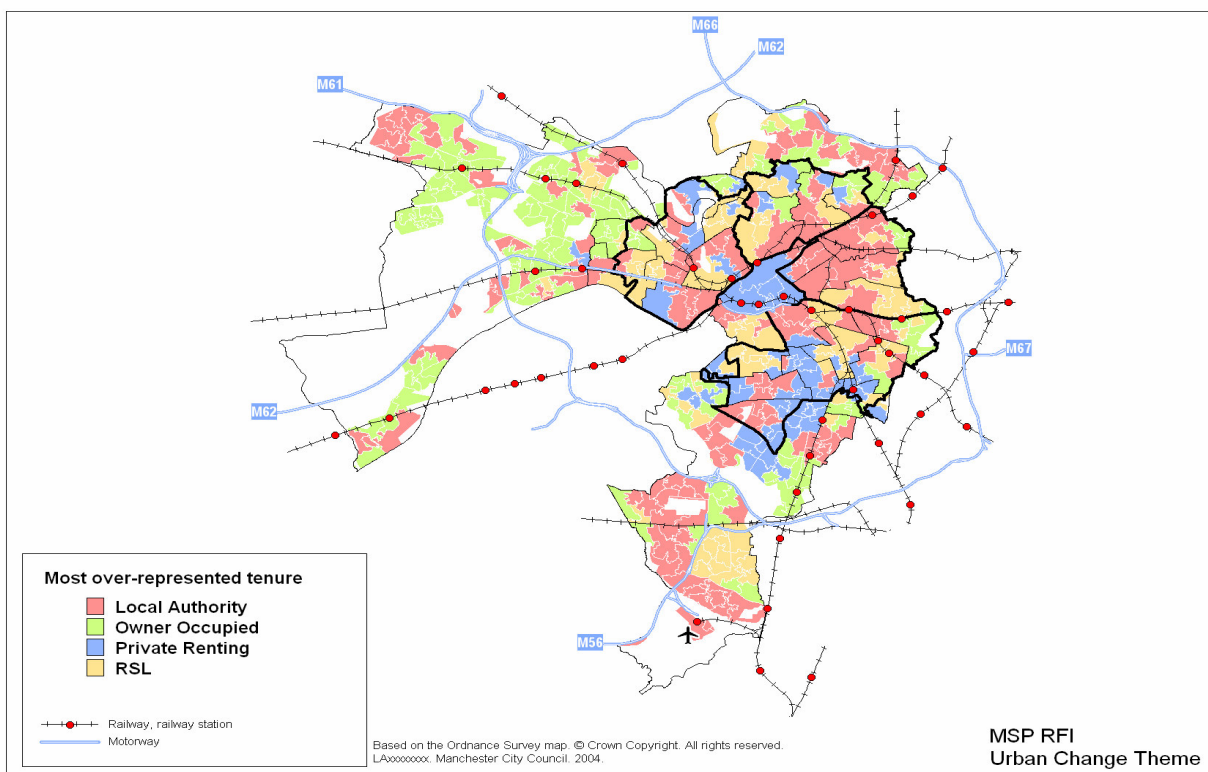 M66
M62
M61
M67
M62
M56
Most over-represented tenure
Local Authority
Owner Occupied
Private Renting
RSL
Railway, railway station
Motorway
Based on the Ordnance Survey map. © Crown Copyright. All rights reserved.
LAxxxxxxxx. Manchester City Council. 2004.
MSP RFI
Urban Change Theme